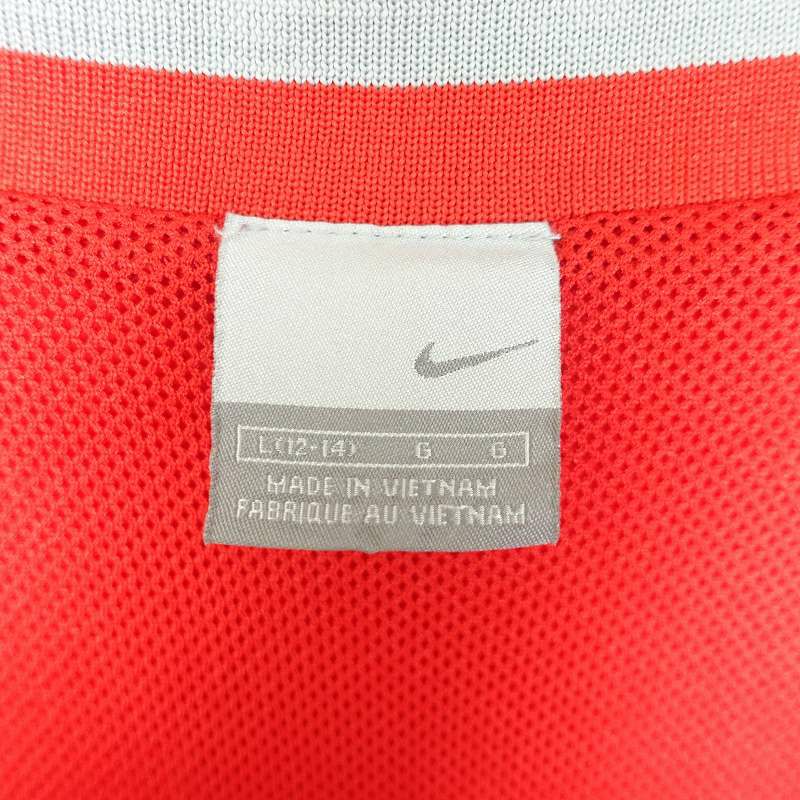 L(12-14) G G
MADE IN VIETNAM
FABRIQUE AU VIETNAM